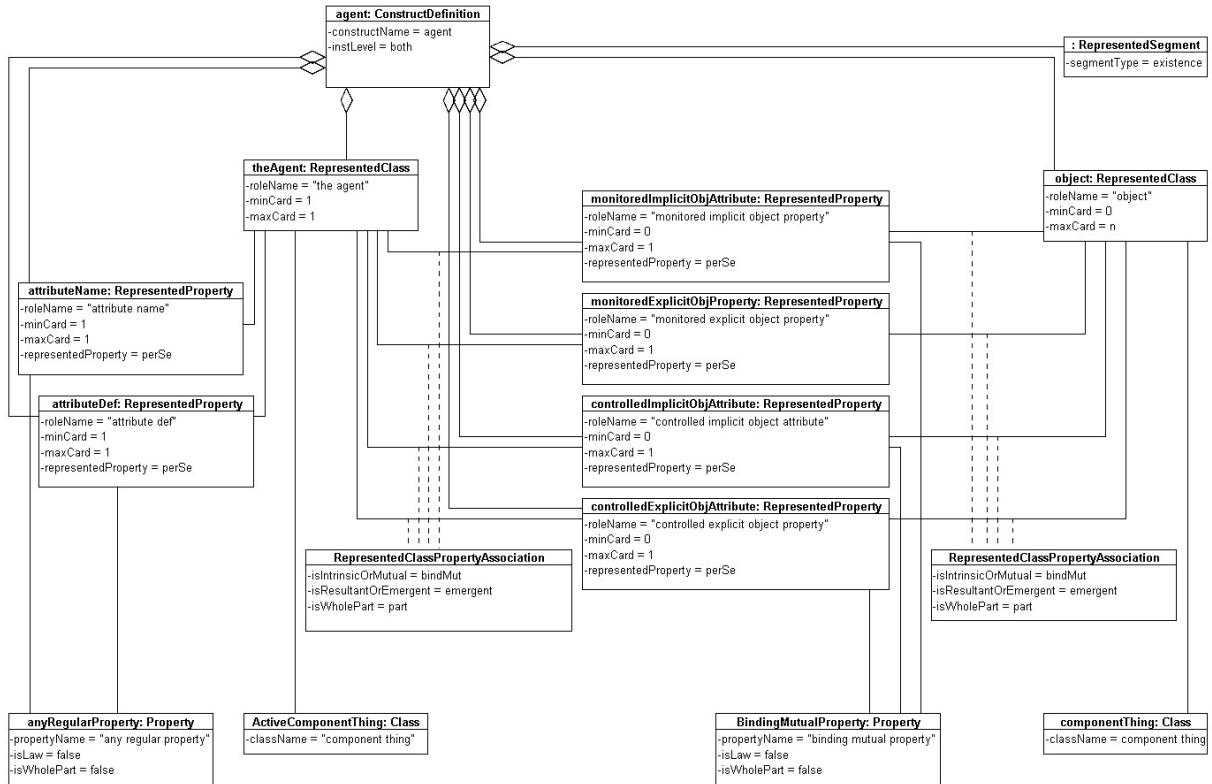 agent: ConstructDefinition
-constructName = agent
-instLevel = both
: RepresentedSegment
-segmentType = existence
theAgent: RepresentedClass
-roleName = "the agent"
-minCard = 1
-maxCard = 1
object: RepresentedClass
-roleName = "object"
-minCard = 0
-maxCard = n
monitoredImplicitObjAttribute: RepresentedProperty
-roleName = "monitored implicit object property"
-minCard = 0
-maxCard = 1
-representedProperty = perSe
attributeName: RepresentedProperty
-roleName = "attribute name"
-minCard = 1
-maxCard = 1
-representedProperty = perSe
monitoredExplicitObjProperty: RepresentedProperty
-roleName = "monitored explicit object property"
-minCard = 0
-maxCard = 1
-representedProperty = perSe
attributeDef: RepresentedProperty
-roleName = "attribute def"
-minCard = 1
-maxCard = 1
-representedProperty = perSe
controlledImplicitObjAttribute: RepresentedProperty
-roleName = "controlled implicit object attribute"
-minCard = 0
-maxCard = 1
-representedProperty = perSe
controlledExplicitObjAttribute: RepresentedProperty
-roleName = "controlled explicit object property"
-minCard = 0
-maxCard = 1
-representedProperty = perSe
RepresentedClassPropertyAssociation
-isIntrinsicOrMutual = bindMut
-isResultantOrEmergent = emergent
-isWholePart = part
RepresentedClassPropertyAssociation
-isIntrinsicOrMutual = bindMut
-isResultantOrEmergent = emergent
-isWholePart = part
anyRegularProperty: Property
-propertyName = "any regular property"
-isLaw = false
-isWholePart = false
ActiveComponentThing: Class
-className = "component thing"
BindingMutualProperty: Property
-propertyName = "binding mutual property"
-isLaw = false
-isWholePart = false
componentThing: Class
-className = component thing